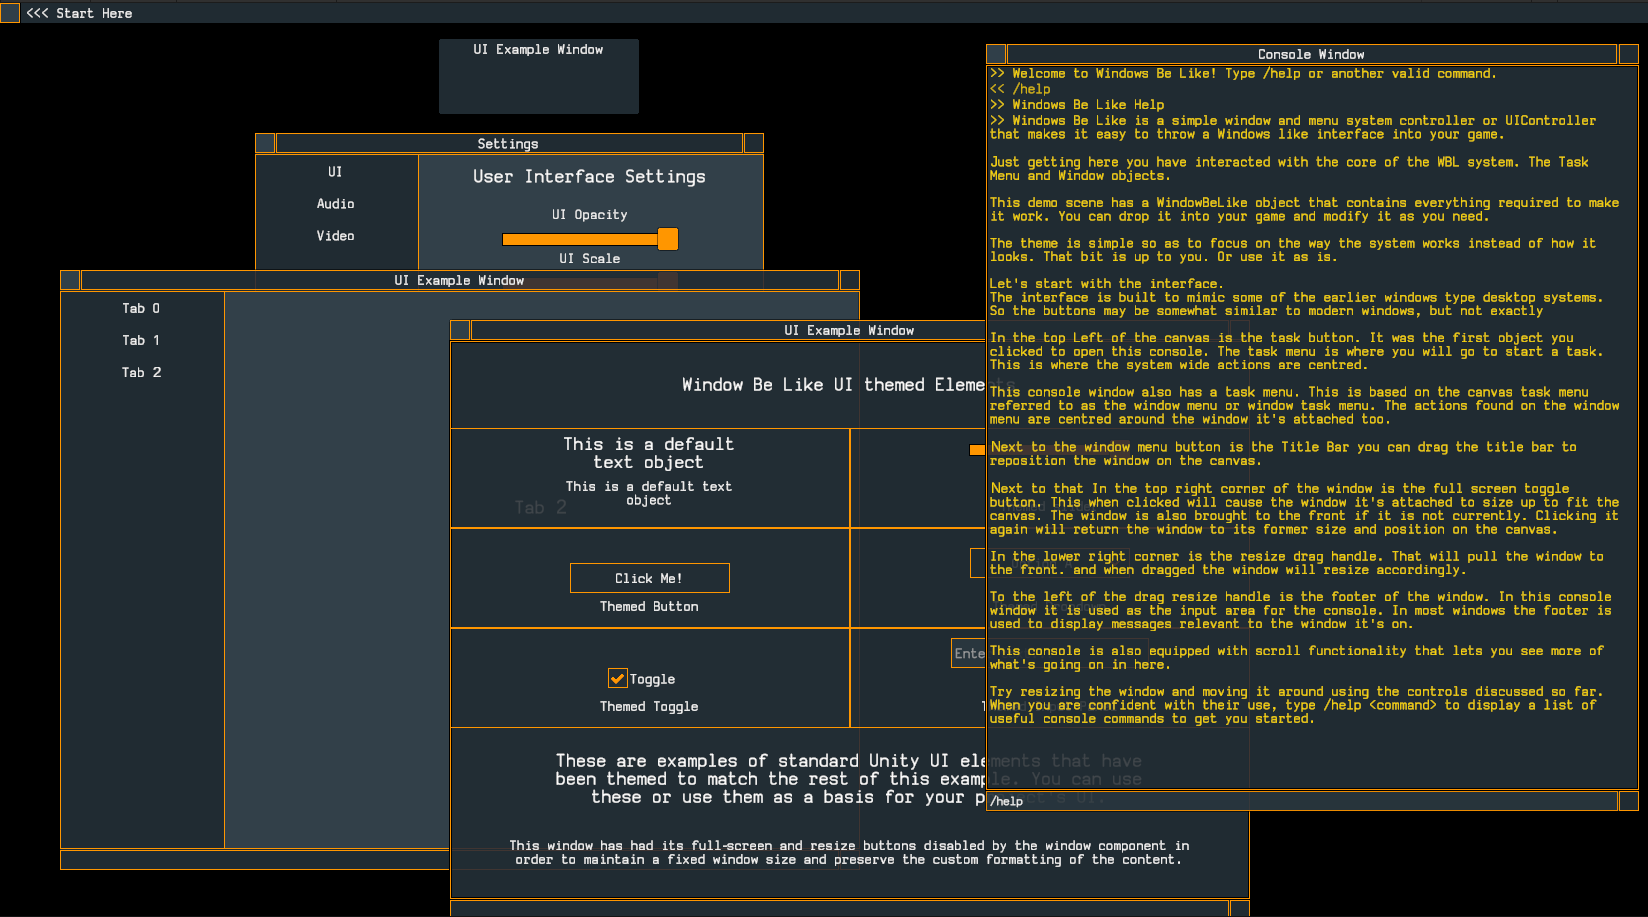 <<< Start Here
UI Example Window
Settings
UI
Audio
Video
User Interface Settings
UI Opacity
UI Scale
UI Example Window
Tab 0
Tab 1
Tab 2
Tab 2
UI Example Window
Window Be Like UI themed Elements
This is a default
text object
This is a default text
object
Click Me!
Themed Button
Toggle
Themed Toggle
Ente
These are examples of standard Unity UI elements that have
been themed to match the rest of this example. You can use
these or use them as a basis for your project's UI.
This window has had its full-screen and resize buttons disabled by the window component in
order to maintain a fixed window size and preserve the custom formatting of the content.
Console Window
>> Welcome to Windows Be Like! Type /help or another valid command.
<< /help
>> Windows Be Like Help
>> Windows Be Like is a simple window and menu system controller or UIController
that makes it easy to throw a Windows like interface into your game.
Just getting here you have interacted with the core of the WBL system. The Task
Menu and Window objects.
This demo scene has a WindowBeLike object that contains everything required to make
it work. You can drop it into your game and modify it as you need.
The theme is simple so as to focus on the way the system works instead of how it
looks. That bit is up to you. Or use it as is.
Let's start with the interface.
The interface is built to mimic some of the earlier windows type desktop systems.
So the buttons may be somewhat similar to modern windows, but not exactly
In the top Left of the canvas is the task button. It was the first object you
clicked to open this console. The task menu is where you will go to start a task.
This is where the system wide actions are centred.
This console window also has a task menu. This is based on the canvas task menu
referred to as the window menu or window task menu. The actions found on the window
menu are centred around the window it's attached too.
Next to the window menu button is the Title Bar you can drag the title bar to
reposition the window on the canvas.
Next to that In the top right corner of the window is the full screen toggle
button. This when clicked will cause the window it's attached to size up to fit the
canvas. The window is also brought to the front if it is not currently. Clicking it
again will return the window to its former size and position on the canvas.
In the lower right corner is the resize drag handle. That will pull the window to
the front. and when dragged the window will resize accordingly.
To the left of the drag resize handle is the footer of the window. In this console
window it is used as the input area for the console. In most windows the footer is
used to display messages relevant to the window it's on.
This console is also equipped with scroll functionality that lets you see more of
what's going on in here.
Try resizing the window and moving it around using the controls discussed so far.
When you are confident with their use, type /help <command> to display a list of
useful console commands to get you started.
/help